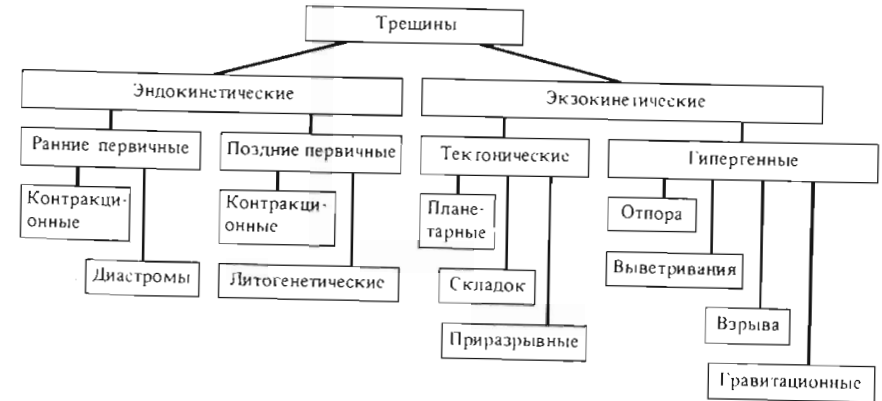 Трещины
Эндокинетические
Экзокинетические
Ранние первичные
Поздние первичные
Тектонические
Гипергенные
Контракци-
онные
Контракци-
онные
Плане-
тарные
Отпора
Диастромы
Литогенетические
Складок
Выветривания
Приразрывные
Взрыва
Гравитационные